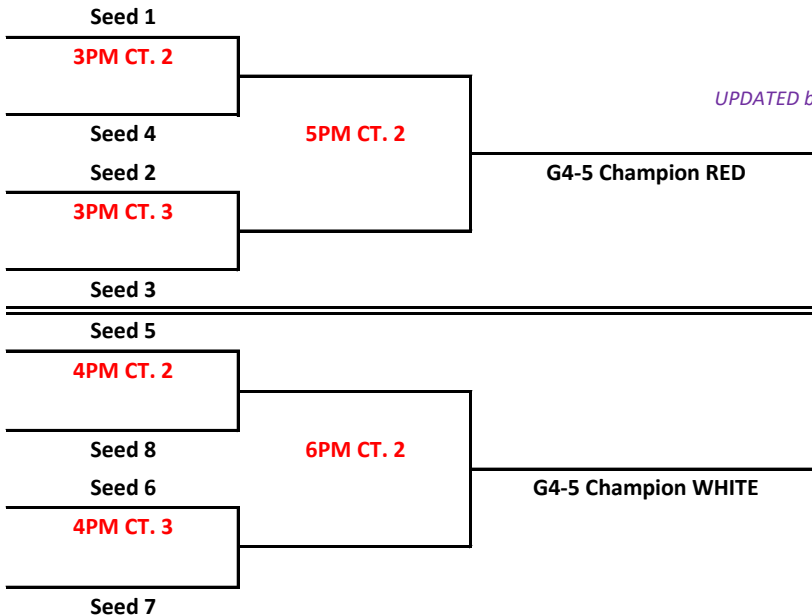 Seed 1
3PM CT. 2
UPDATED b
Seed 4
5PM CT. 2
Seed 2
G4-5 Champion RED
3PM CT. 3
Seed 3
Seed 5
4PM CT. 2
Seed 8
6PM CT. 2
Seed 6
G4-5 Champion WHITE
4PM CT. 3
Seed 7